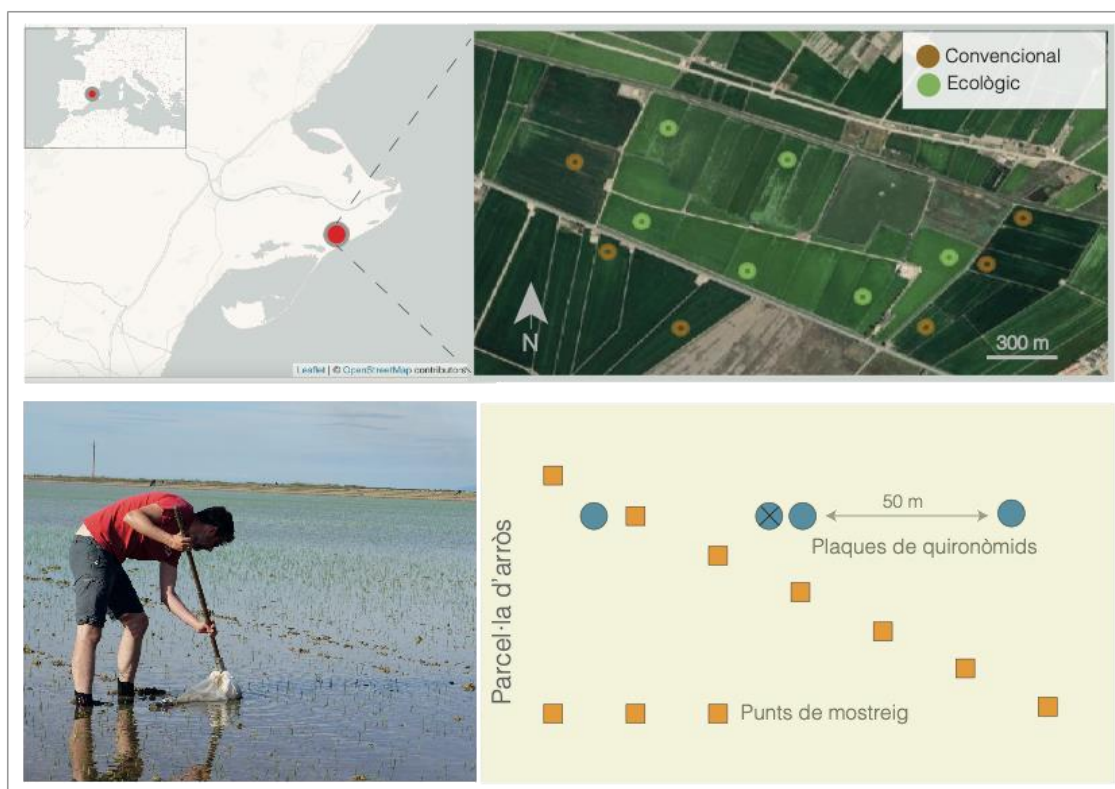 Convencional
Ecològic
N
300 m
Leaflet | © OpenStreetMap contributors
50 m
Plaques de quironòmids
Parcel·la d'arròs
Punts de mostreig